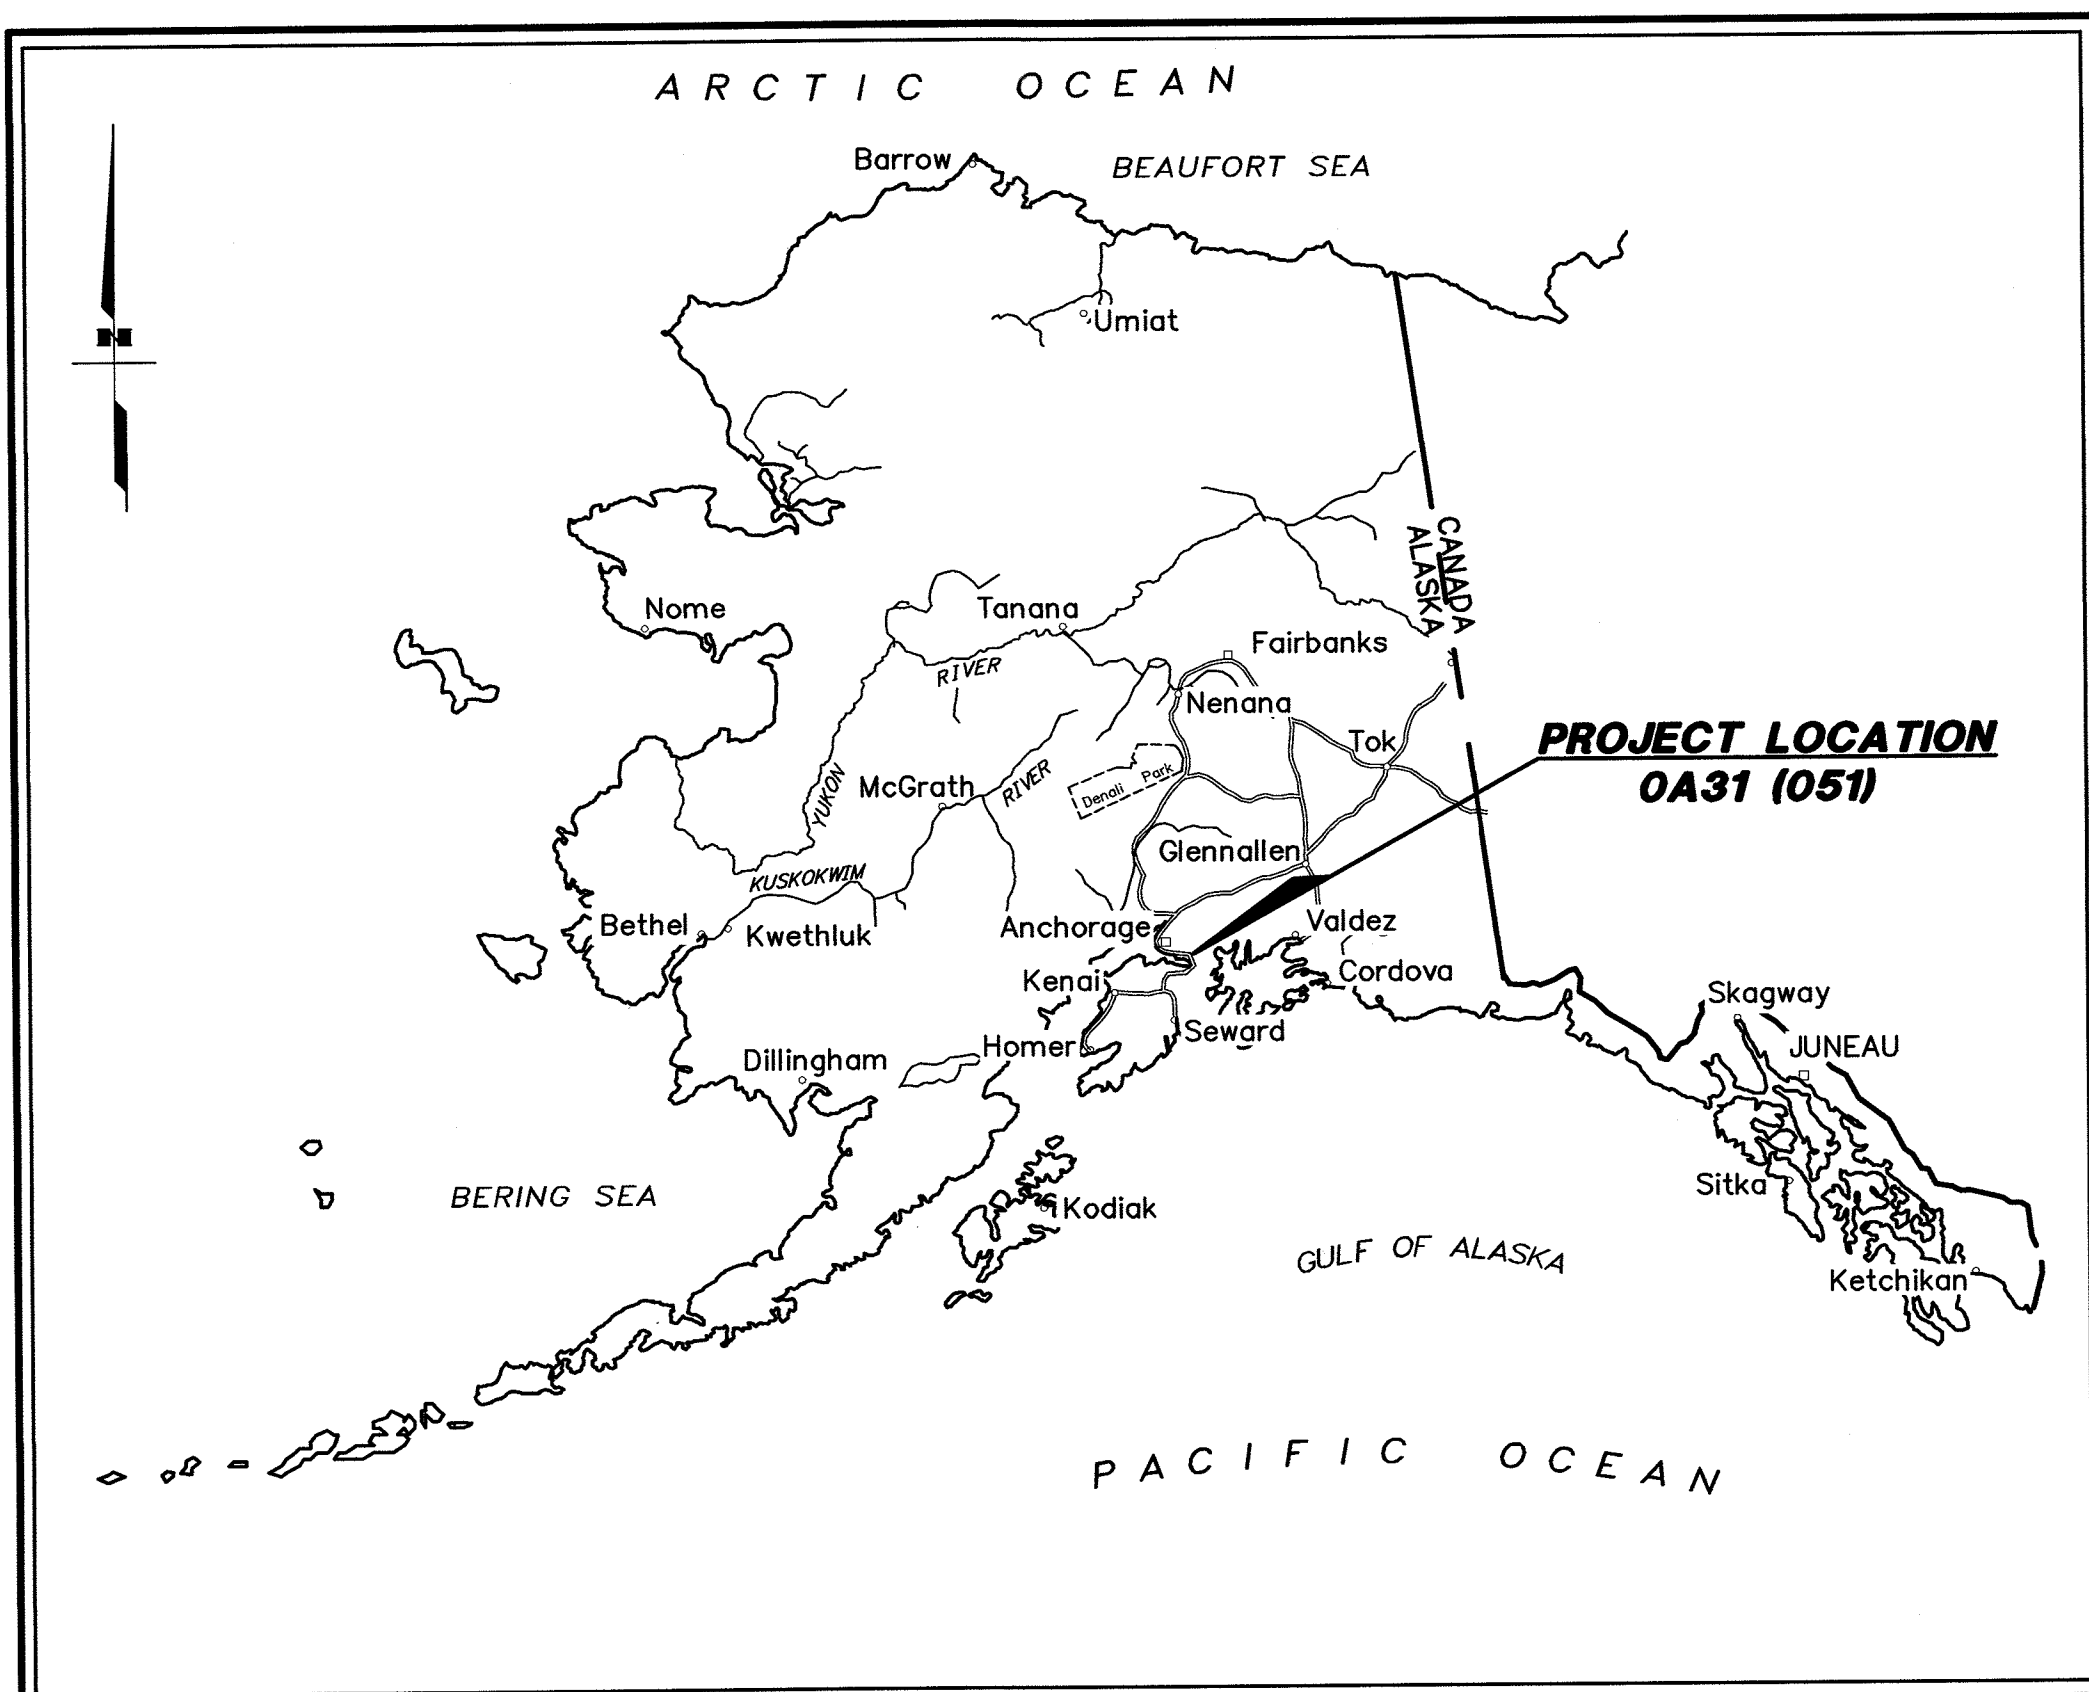 ARCTIC OCEAN
Barrow
BEAUFORT SEA
Umiat
N
CANADA
ALASKA
Nome
Tanana
Fairbanks
RIVER
Nenana
PROJECT LOCATION
0A31 (051)
Tok
Denali Park
McGrath
RIVER
YUKON
Glennallen
KUSKOKWIM
Bethel
Kwethluk
Anchorage
Valdez
Kenai
Cordova
Skagway
Seward
Homer
JUNEAU
Dillingham
Sitka
BERING SEA
Kodiak
GULF OF ALASKA
Ketchikan
PACIFIC OCEAN